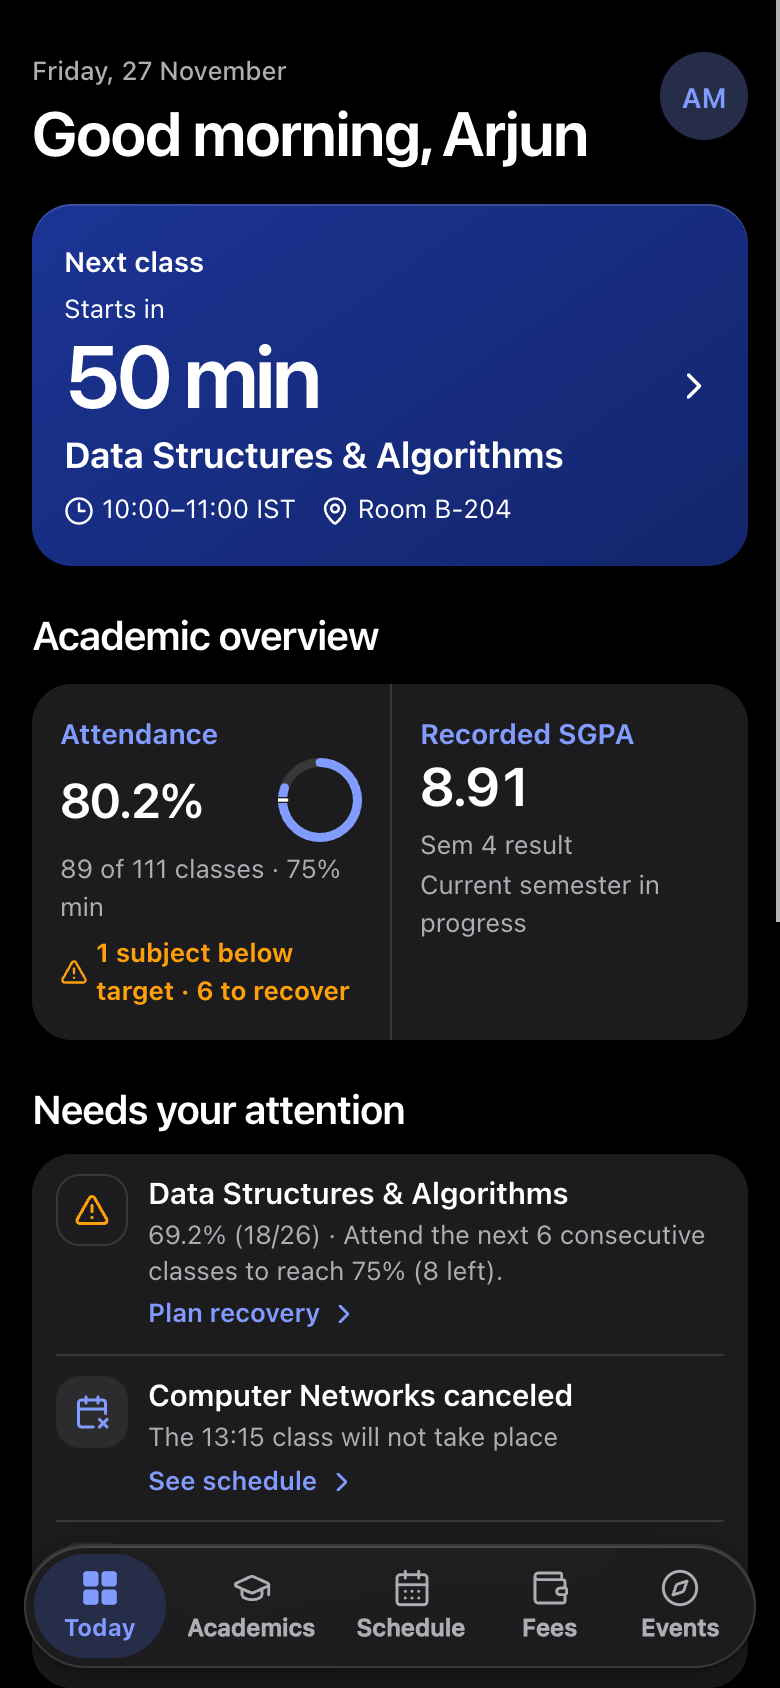 Friday, 27 November
Good morning, Arjun
AM
Next class
Starts in
50 min
Data Structures & Algorithms
10:00–11:00 IST Room B-204
Academic overview
Attendance
80.2%
89 of 111 classes · 75%
min
1 subject below
target · 6 to recover
Recorded SGPA
8.91
Sem 4 result
Current semester in
progress
Needs your attention
Data Structures & Algorithms
69.2% (18/26) · Attend the next 6 consecutive
classes to reach 75% (8 left).
Plan recovery
Computer Networks canceled
The 13:15 class will not take place
See schedule
Today Academics Schedule Fees Events